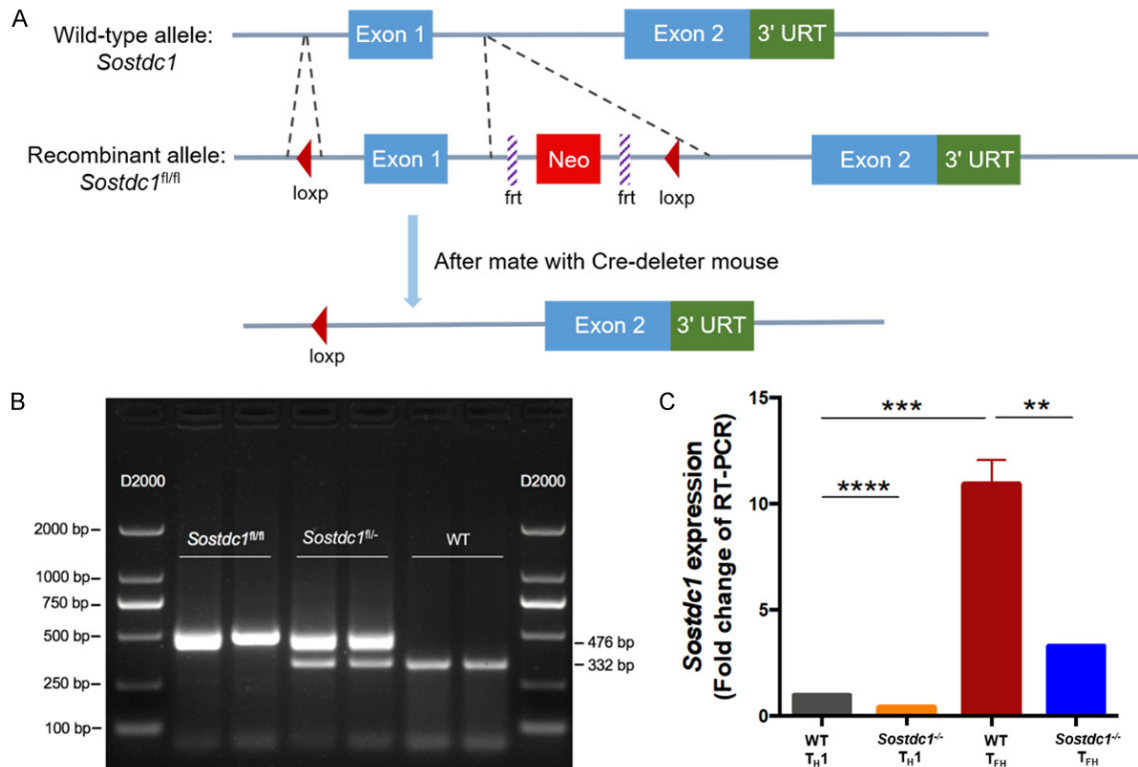 A
Wild-type allele:
Sostdc1
Exon 1
Exon 2
3' URT
Recombinant allele:
Sostdc1fl/fl
loxp
Exon 1
frt
Neo
frt
loxp
Exon 2
3' URT
After mate with Cre-deleter mouse
loxp
Exon 2
3' URT
B
D2000
Sostdc1fl/fl
Sostdc1fl/-
WT
D2000
2000 bp
1000 bp
750 bp
500 bp
250 bp
100 bp
476 bp
332 bp
C
Sostdc1 expression
(Fold change of RT-PCR)
15
10
5
0
***
**
****
WT
TH1
Sostdc1-/-
TH1
WT
TFH
Sostdc1-/-
TFH